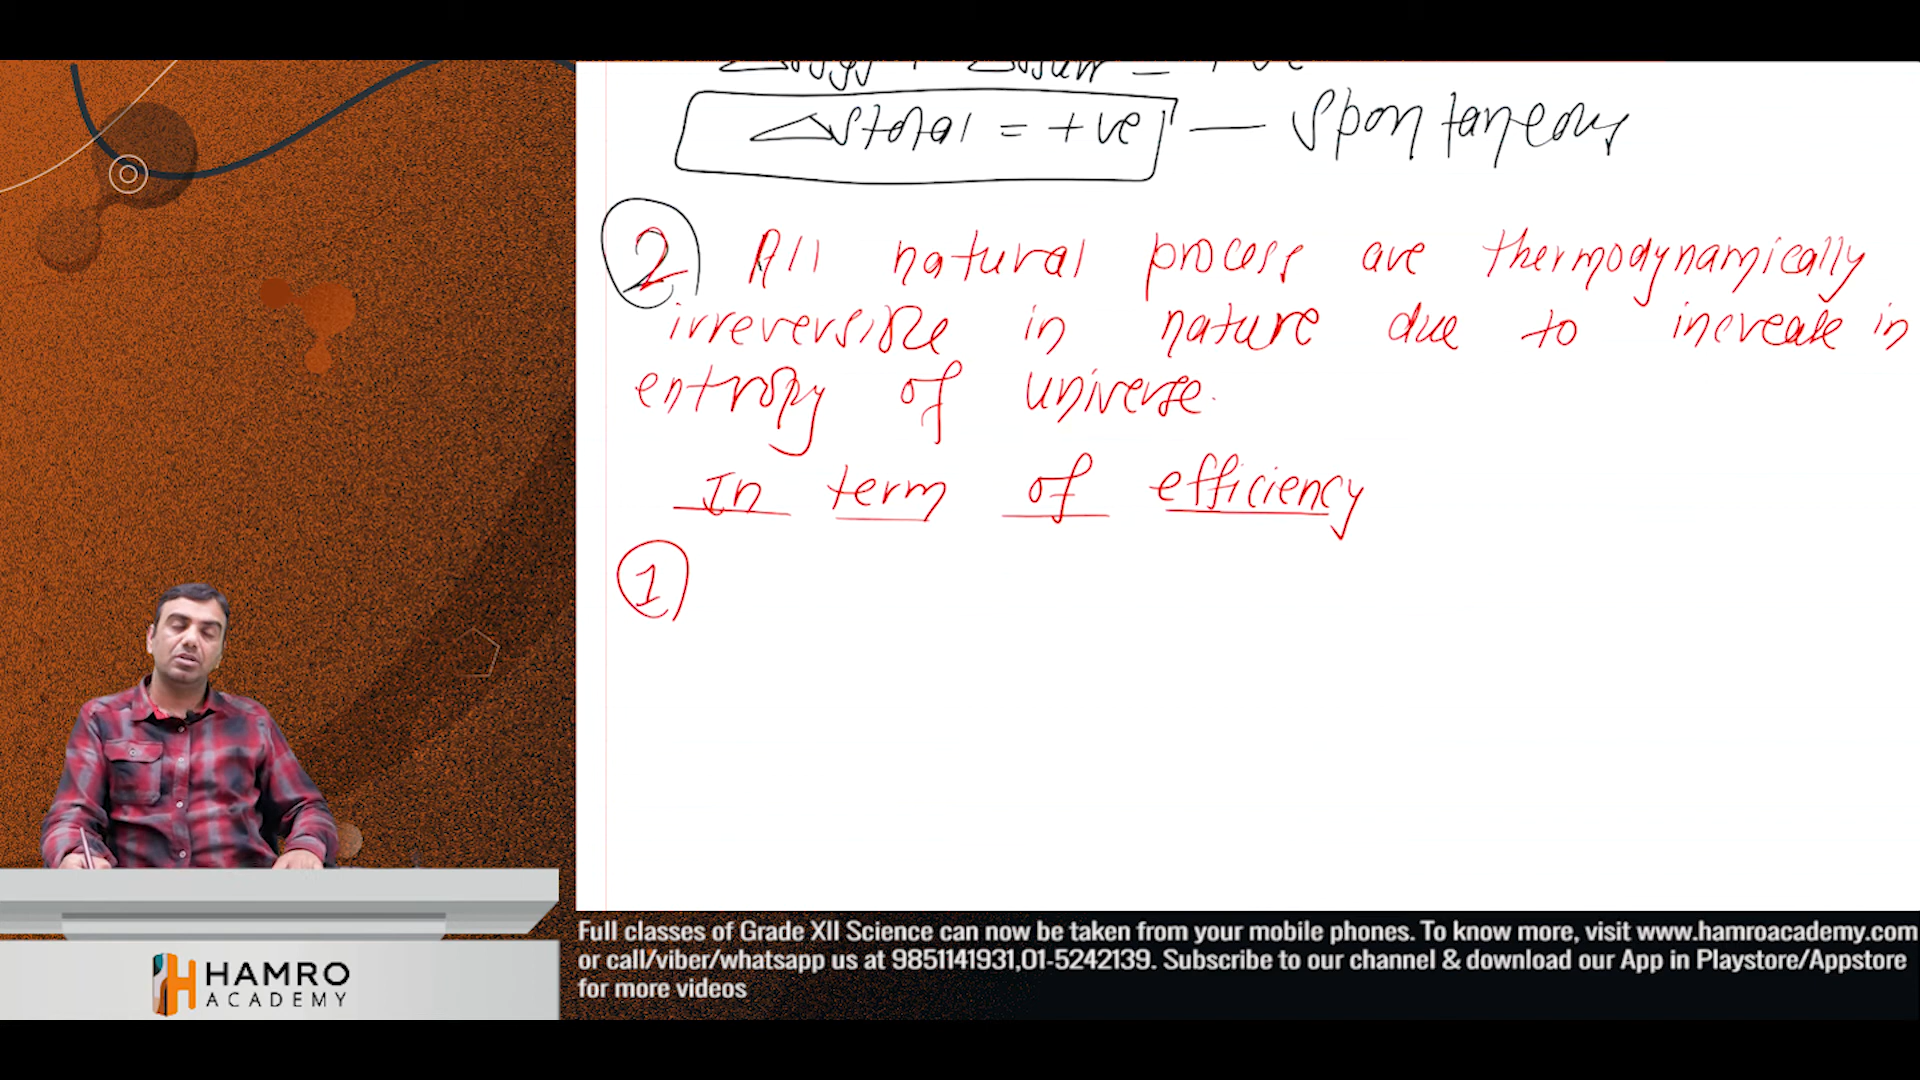 ΔSsys + ΔSsurr = +ve
ΔStotal = +ve — Spontaneous
2 All natural process are thermodynamically
irreversible in nature due to increase in
entropy of universe.
In term of efficiency
1
Full classes of Grade XII Science can now be taken from your mobile phones. To know more, visit www.hamroacademy.com
or call/viber/whatsapp us at 9851141931,01-5242139. Subscribe to our channel & download our App in Playstore/Appstore
for more videos
HAMRO
ACADEMY